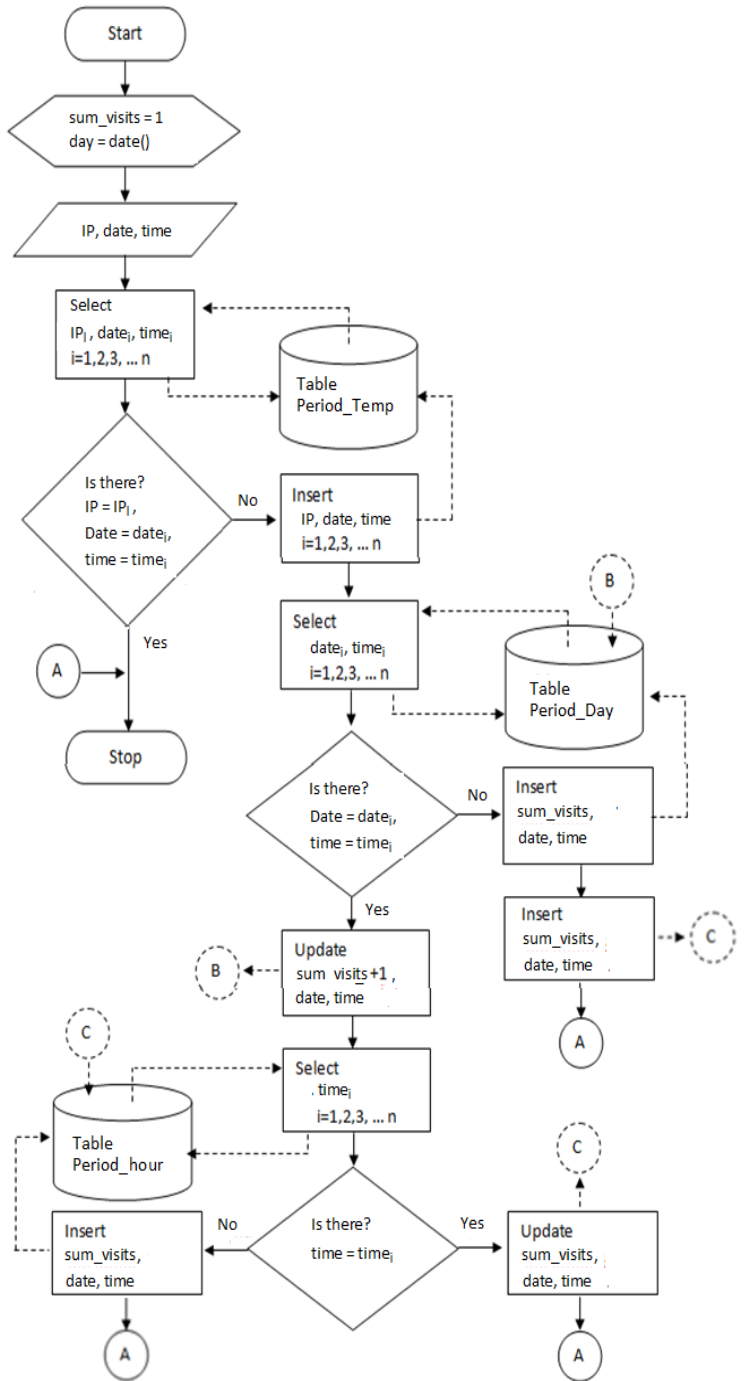 Start
sum_visits = 1
day = date()
IP, date, time
Select
IPᵢ , dateᵢ, timeᵢ
i=1,2,3, ... n
Table
Period_Temp
Is there?
IP = IPᵢ ,
Date = dateᵢ,
time = timeᵢ
No
Insert
IP, date, time
i=1,2,3, ... n
Yes
A
Stop
Select
dateᵢ, timeᵢ
i=1,2,3, ... n
B
Table
Period_Day
Is there?
Date = dateᵢ,
time = timeᵢ
No
Insert
sum_visits,
date, time
Insert
sum_visits,
date, time
C
A
Yes
Update
sum visits+1 ,
date, time
B
C
Select
. timeᵢ
i=1,2,3, ... n
Table
Period_hour
Is there?
time = timeᵢ
No
Insert
sum_visits,
date, time
A
Yes
Update
sum_visits,
date, time
C
A